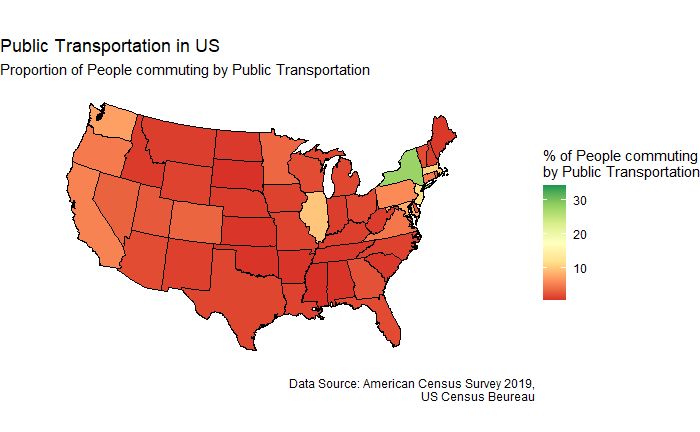 Public Transportation in US
Proportion of People commuting by Public Transportation
% of People commuting
by Public Transportation
30
20
10
Data Source: American Census Survey 2019,
US Census Beureau